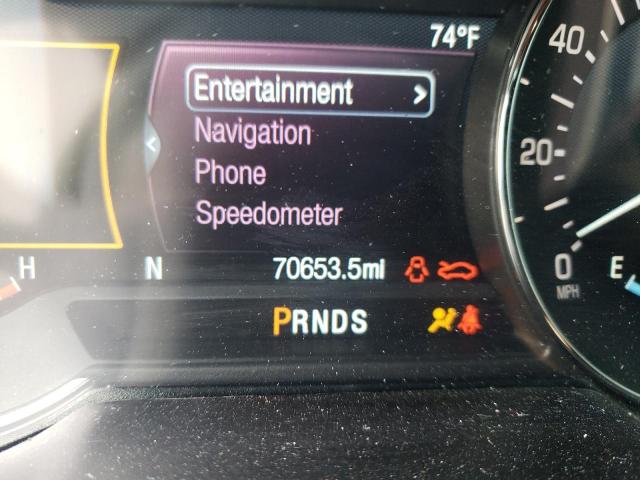 74°F
40
Entertainment >
Navigation
<
Phone
20
Speedometer
H
N
70653.5mi
0
E
MPH
PRNDS